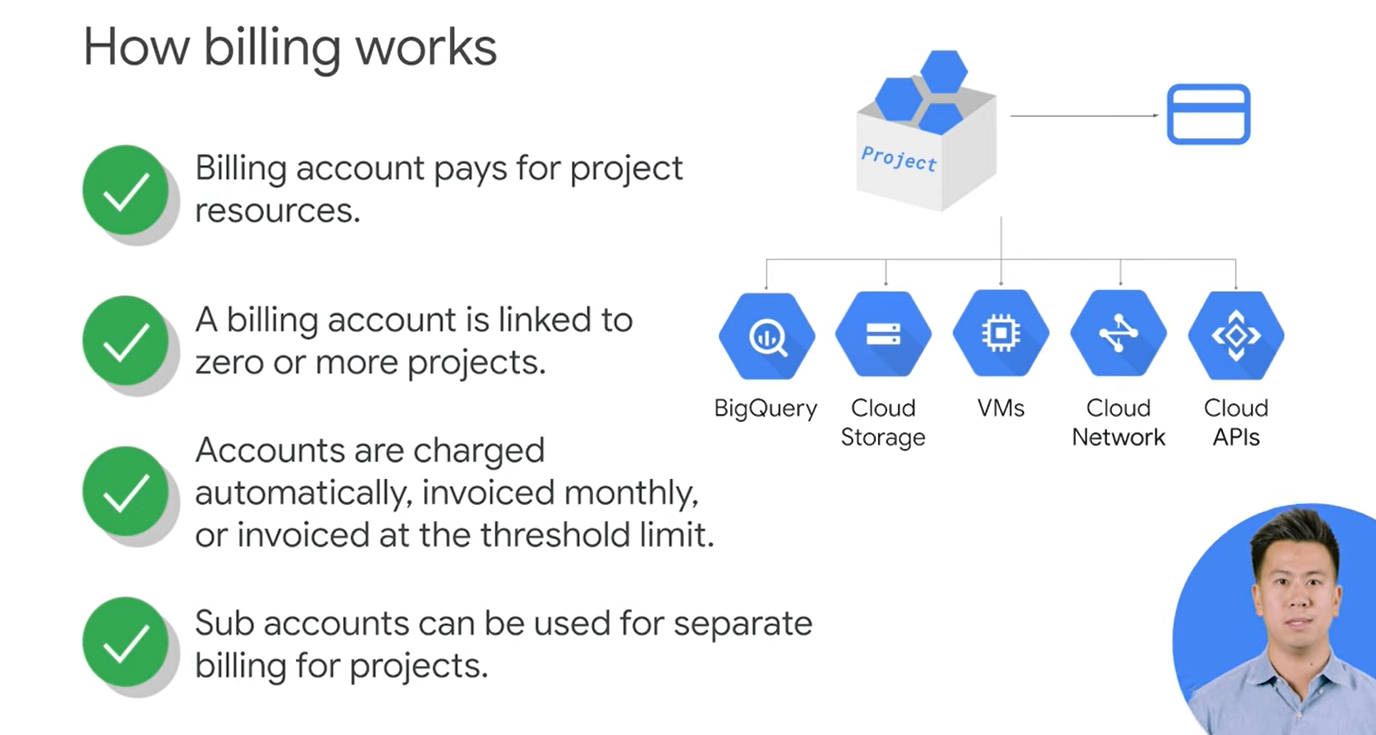 How billing works
Billing account pays for project
resources.
A billing account is linked to
zero or more projects.
Accounts are charged
automatically, invoiced monthly,
or invoiced at the threshold limit.
Sub accounts can be used for separate
billing for projects.
Project
BigQuery
Cloud
Storage
VMs
Cloud
Network
Cloud
APIs